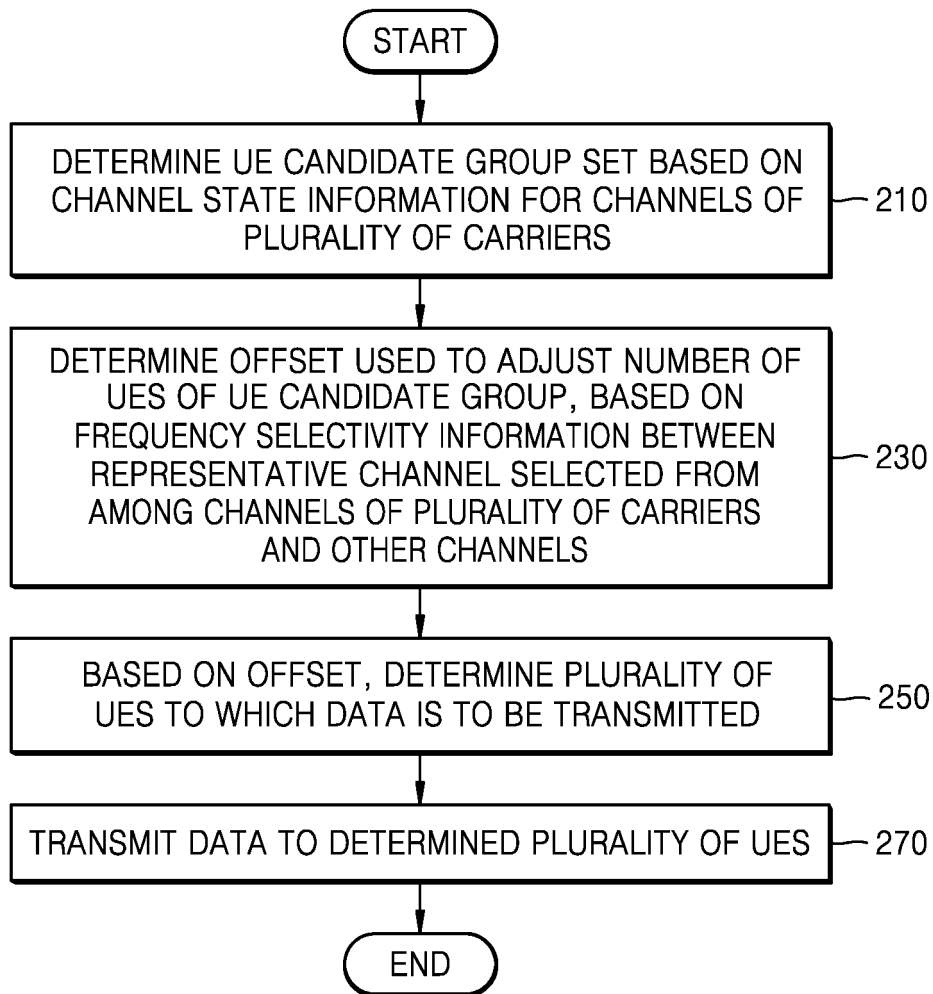 START
DETERMINE UE CANDIDATE GROUP SET BASED ON
CHANNEL STATE INFORMATION FOR CHANNELS OF
PLURALITY OF CARRIERS
210
DETERMINE OFFSET USED TO ADJUST NUMBER OF
UES OF UE CANDIDATE GROUP, BASED ON
FREQUENCY SELECTIVITY INFORMATION BETWEEN
REPRESENTATIVE CHANNEL SELECTED FROM
AMONG CHANNELS OF PLURALITY OF CARRIERS
AND OTHER CHANNELS
230
BASED ON OFFSET, DETERMINE PLURALITY OF
UES TO WHICH DATA IS TO BE TRANSMITTED
250
TRANSMIT DATA TO DETERMINED PLURALITY OF UES
270
END